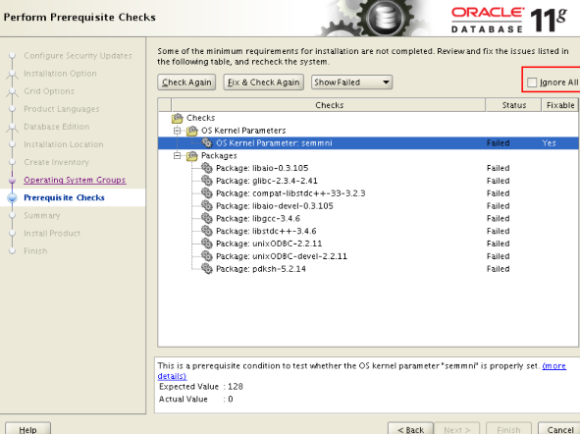 Perform Prerequisite Checks
ORACLE
DATABASE 11g
Configure Security Updates
Installation Option
Grid Options
Product Languages
Database Edition
Installation Location
Create Inventory
Operating System Groups
Prerequisite Checks
Summary
Install Product
Finish
Some of the minimum requirements for installation are not completed. Review and fix the issues listed in
the following table, and recheck the system.
Check Again Fix & Check Again Show Failed Ignore All
Checks Status Fixable
Checks
OS Kernel Parameters
OS Kernel Parameter: semmni Failed Yes
Packages
Package: libaio-0.3.105 Failed
Package: glibc-2.3.4-2.41 Failed
Package: compat-libstdc++-33-3.2.3 Failed
Package: libaio-devel-0.3.105 Failed
Package: libgcc-3.4.6 Failed
Package: libstdc++-3.4.6 Failed
Package: unixODBC-2.2.11 Failed
Package: unixODBC-devel-2.2.11 Failed
Package: pdksh-5.2.14 Failed
This is a prerequisite condition to test whether the OS kernel parameter "semmni" is properly set. (more
details)
Expected Value : 128
Actual Value : 0
Help < Back Next > Finish Cancel